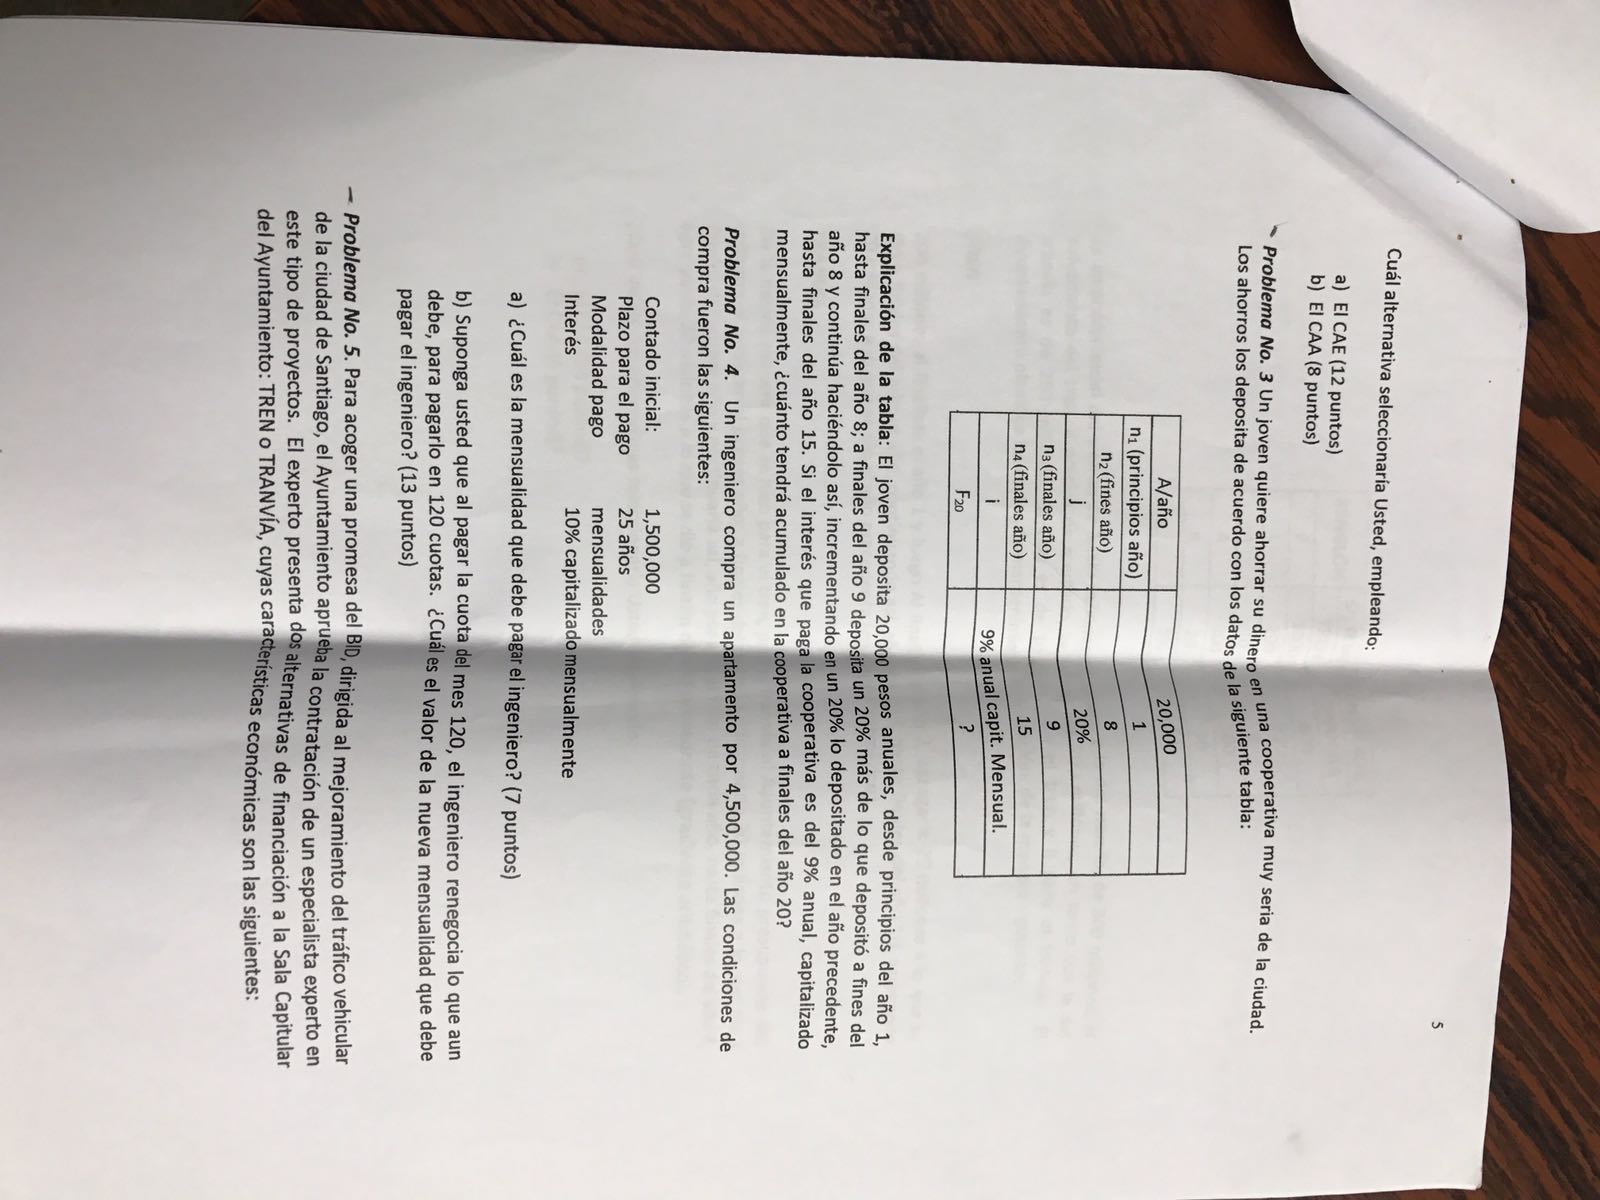 5
Cuál alternativa seleccionaría Usted, empleando:
a) El CAE (12 puntos)
b) El CAA (8 puntos)
Problema No. 3 Un joven quiere ahorrar su dinero en una cooperativa muy seria de la ciudad.
Los ahorros los deposita de acuerdo con los datos de la siguiente tabla:
A/año 20,000
n1 (principios año) 1
n2 (fines año) 8
j 20%
n3 (finales año) 9
n4 (finales año) 15
i 9% anual capit. Mensual.
F20 ?
Explicación de la tabla: El joven deposita 20,000 pesos anuales, desde principios del año 1,
hasta finales del año 8; a finales del año 9 deposita un 20% más de lo que depositó a fines del
año 8 y continúa haciéndolo así, incrementando en un 20% lo depositado en el año precedente,
hasta finales del año 15. Si el interés que paga la cooperativa es del 9% anual, capitalizado
mensualmente, ¿cuánto tendrá acumulado en la cooperativa a finales del año 20?
Problema No. 4. Un ingeniero compra un apartamento por 4,500,000. Las condiciones de
compra fueron las siguientes:
Contado inicial: 1,500,000
Plazo para el pago 25 años
Modalidad pago mensualidades
Interés 10% capitalizado mensualmente
a) ¿Cuál es la mensualidad que debe pagar el ingeniero? (7 puntos)
b) Suponga usted que al pagar la cuota del mes 120, el ingeniero renegocia lo que aun
debe, para pagarlo en 120 cuotas. ¿Cuál es el valor de la nueva mensualidad que debe
pagar el ingeniero? (13 puntos)
Problema No. 5. Para acoger una promesa del BID, dirigida al mejoramiento del tráfico vehicular
de la ciudad de Santiago, el Ayuntamiento aprueba la contratación de un especialista experto en
este tipo de proyectos. El experto presenta dos alternativas de financiación a la Sala Capitular
del Ayuntamiento: TREN o TRANVÍA, cuyas características económicas son las siguientes: